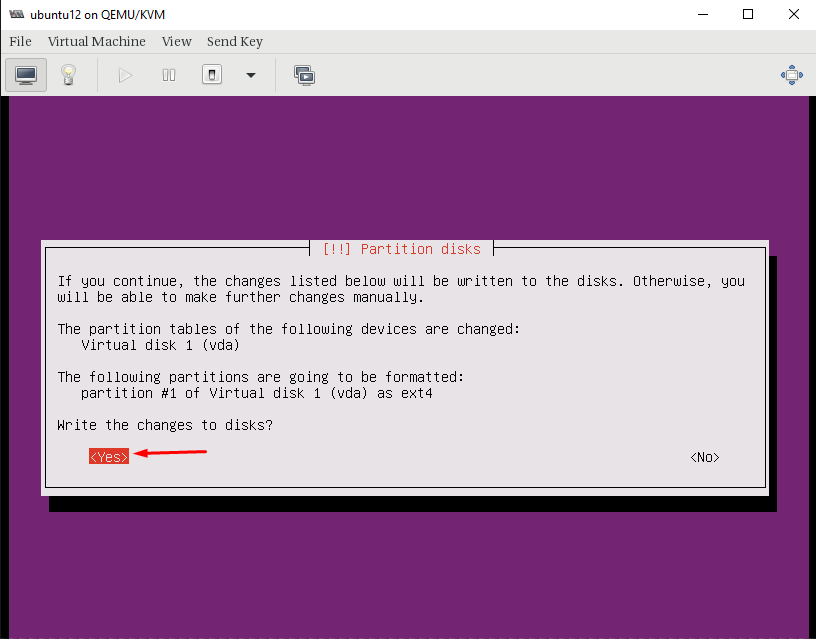 ubuntu12 on QEMU/KVM
File Virtual Machine View Send Key
[!!] Partition disks
If you continue, the changes listed below will be written to the disks. Otherwise, you
will be able to make further changes manually.
The partition tables of the following devices are changed:
Virtual disk 1 (vda)
The following partitions are going to be formatted:
partition #1 of Virtual disk 1 (vda) as ext4
Write the changes to disks?
<Yes> <No>